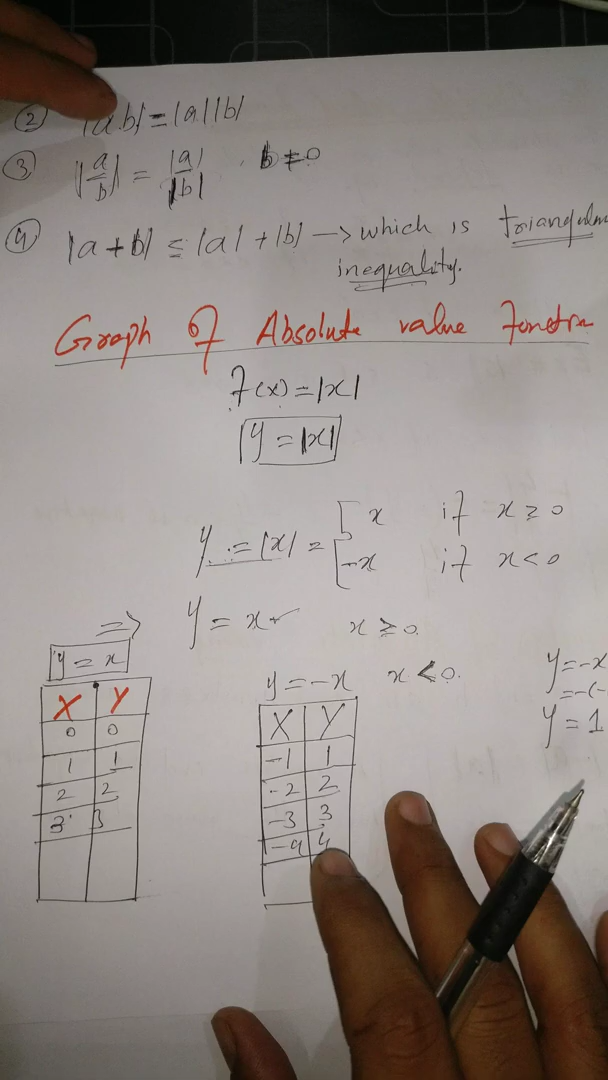 ② |ab| = |a||b|
③ |a/b| = |a|/|b| , b ≠ 0
④ |a + b| ≤ |a| + |b| → which is triangular
inequality.
Graph of Absolute value Function
f(x) = |x|
y = |x|
y = |x| = [ x if x ≥ 0
-x if x < 0
⇒ y = x ✓ x ≥ 0
y = x
X Y
0 0
1 1
2 2
3 3
y = -x x < 0.
X Y
-1 1
-2 2
-3 3
-4 4
y = -x
= -(-
y = 1